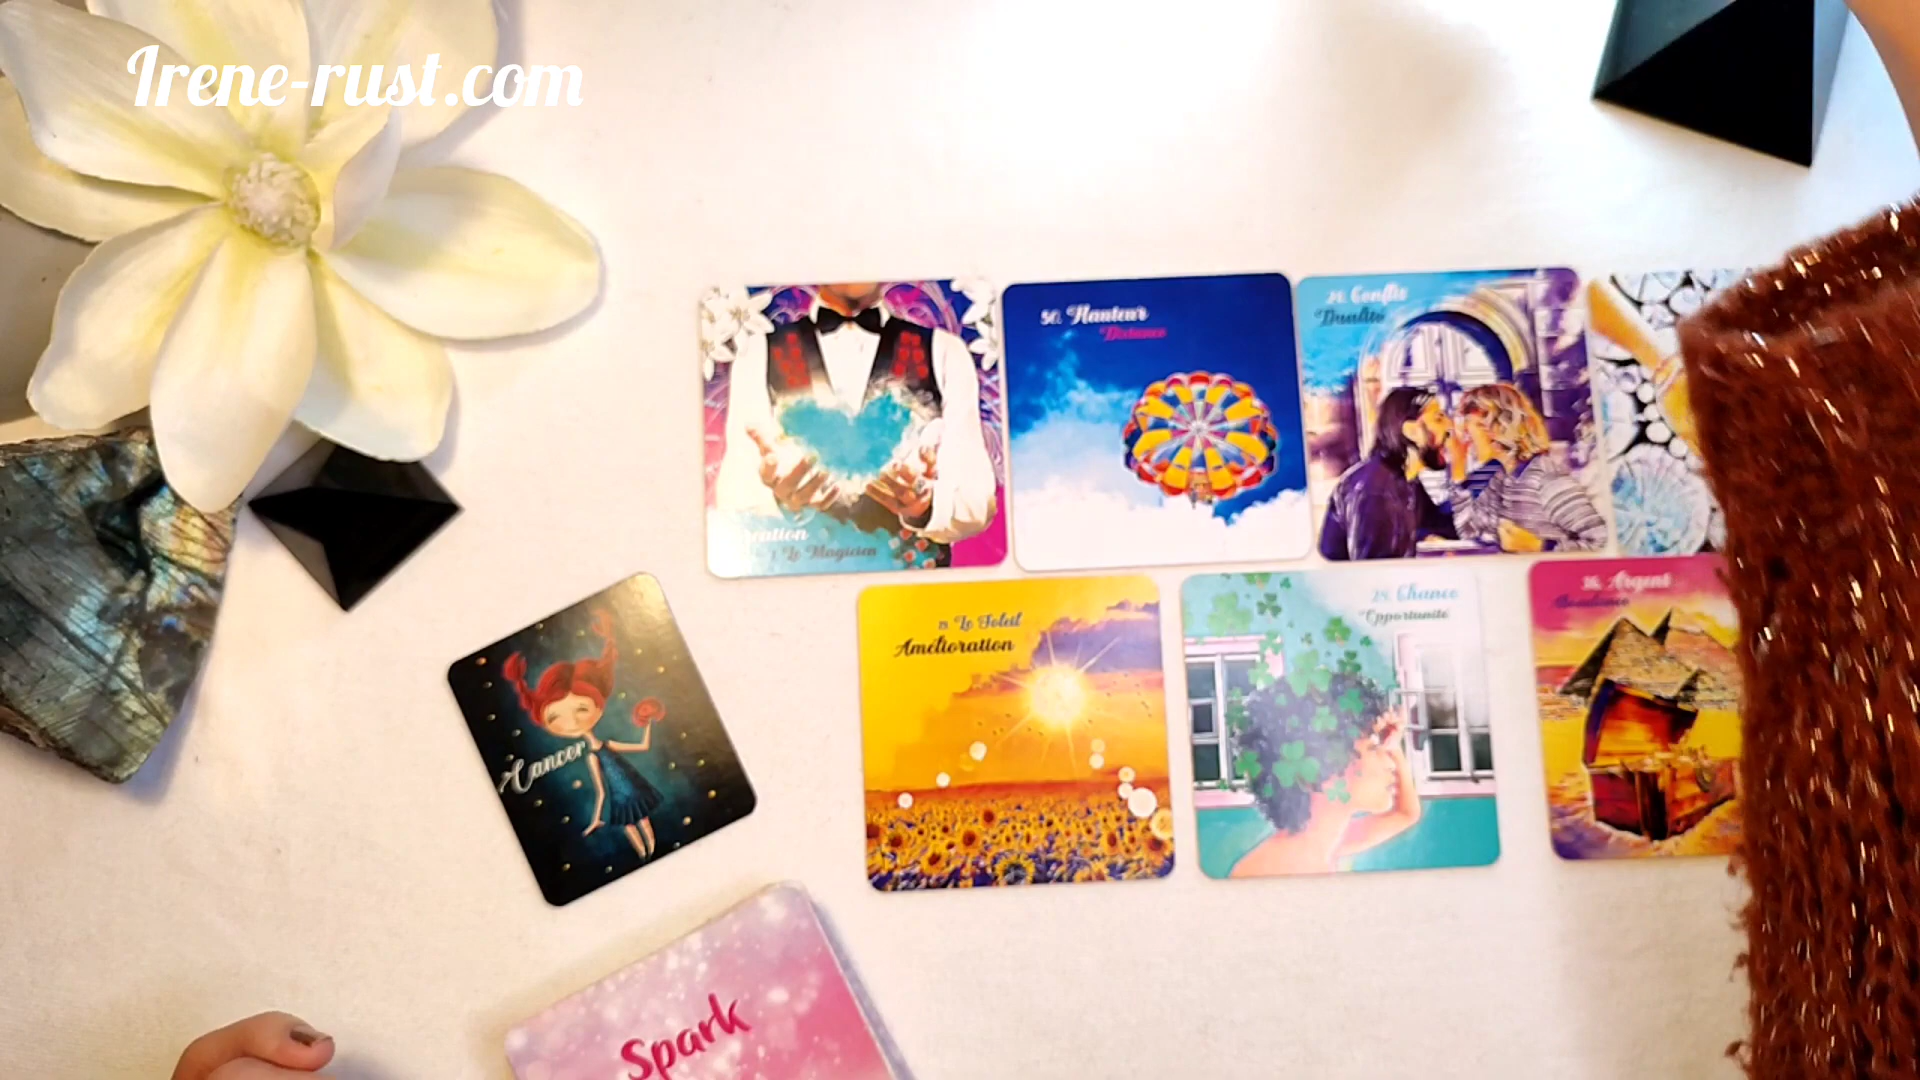 Irene-rust.com
50. Hauteur
Distance
Conflit
Dualité
1 Le Magicien
19. Le Soleil
Amélioration
Chance
Opportunité
36. Argent
Abondance
Cancer
Spark